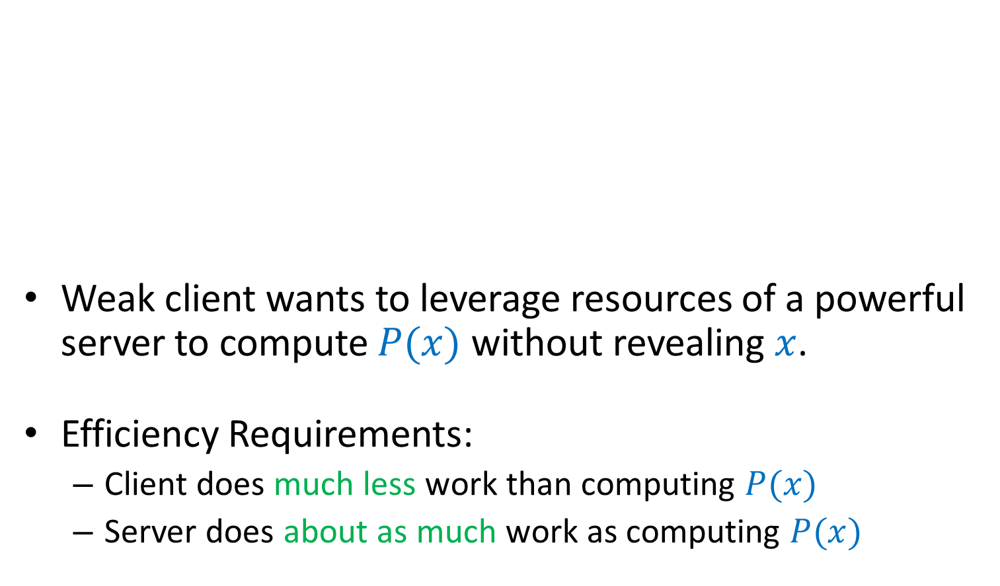 • Weak client wants to leverage resources of a powerful
server to compute P(x) without revealing x.
• Efficiency Requirements:
– Client does much less work than computing P(x)
– Server does about as much work as computing P(x)